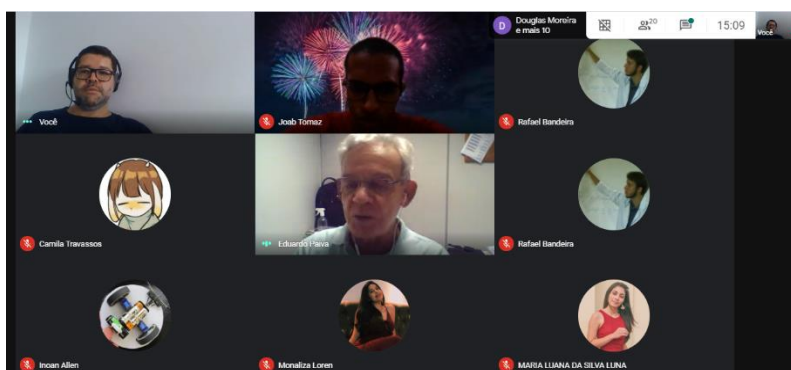 D
Douglas Moreira
e mais 10
20
15:09
Você
Você
Joab Tomaz
Rafael Bandeira
Camila Travassos
Eduardo Paiva
Rafael Bandeira
Inoan Allen
Monaliza Loren
MARIA LUANA DA SILVA LUNA